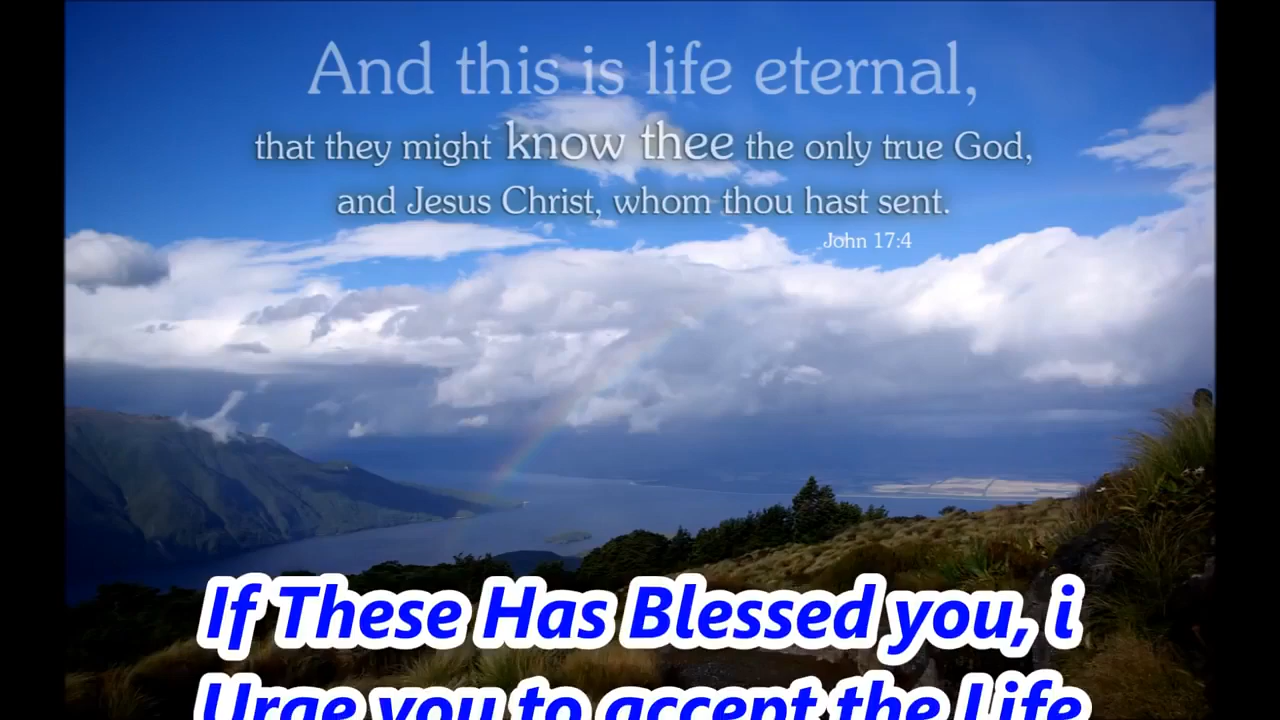 And this is life eternal,
that they might know thee the only true God,
and Jesus Christ, whom thou hast sent.
John 17:4
If These Has Blessed you, i
Urge you to accept the Life